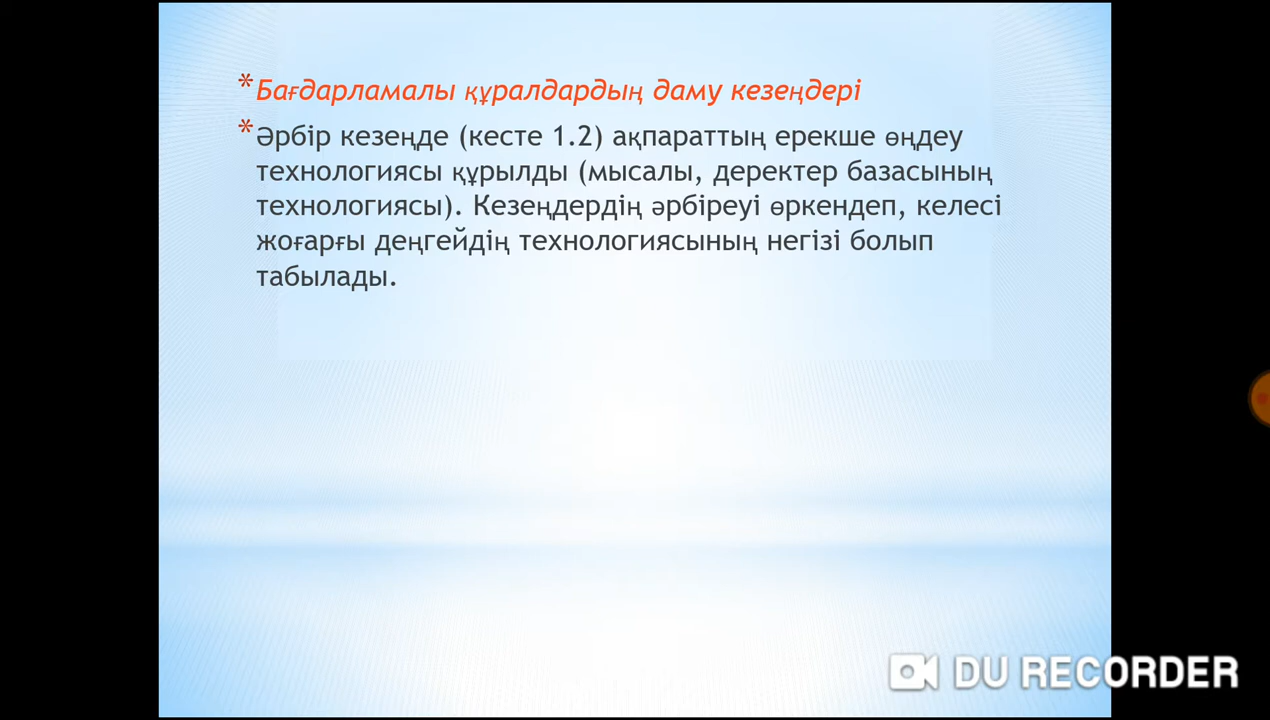 * Бағдарламалы құралдардың даму кезеңдері
* Әрбір кезеңде (кесте 1.2) ақпараттың ерекше өңдеу
технологиясы құрылды (мысалы, деректер базасының
технологиясы). Кезеңдердің әрбіреуі өркендеп, келесі
жоғарғы деңгейдің технологиясының негізі болып
табылады.
DU RECORDER